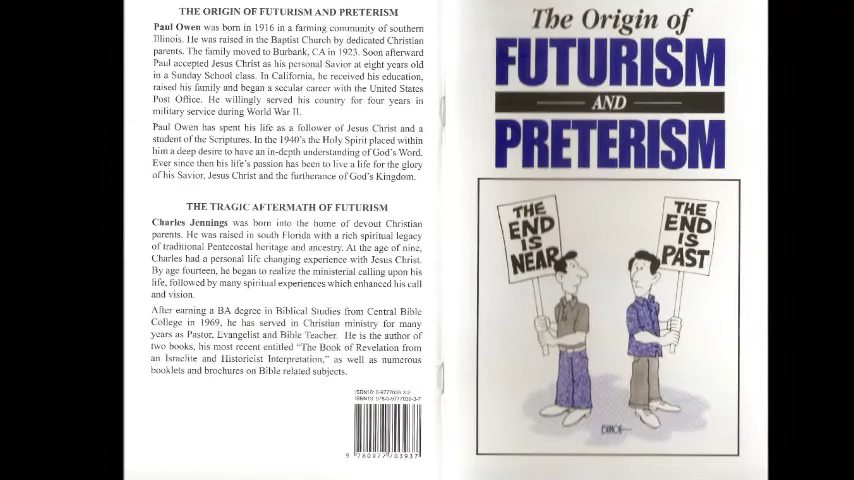 THE ORIGIN OF FUTURISM AND PRETERISM
Paul Owen was born in 1916 in a farming community of southern
Illinois. He was raised in the Baptist Church by dedicated Christian
parents. The family moved to Burbank, CA in 1923. Soon afterward
Paul accepted Jesus Christ as his personal Savior at eight years old
in a Sunday School class. In California, he received his education,
raised his family and began a secular career with the United States
Post Office. He willingly served his country for four years in
military service during World War II.
Paul Owen has spent his life as a follower of Jesus Christ and a
student of the Scriptures. In the 1940's the Holy Spirit placed within
him a deep desire to have an in-depth understanding of God's Word.
Ever since then his life's passion has been to live a life for the glory
of his Savior, Jesus Christ and the furtherance of God's Kingdom.
THE TRAGIC AFTERMATH OF FUTURISM
Charles Jennings was born into the home of devout Christian
parents. He was raised in south Florida with a rich spiritual legacy
of traditional Pentecostal heritage and ancestry. At the age of nine,
Charles had a personal life changing experience with Jesus Christ.
By age fourteen, he began to realize the ministerial calling upon his
life, followed by many spiritual experiences which enhanced his call
and vision.
After earning a BA degree in Biblical Studies from Central Bible
College in 1969, he has served in Christian ministry for many
years as Pastor, Evangelist and Bible Teacher. He is the author of
two books, his most recent entitled "The Book of Revelation from
an Israelite and Historicist Interpretation," as well as numerous
booklets and brochures on Bible related subjects.
ISBN10: 0-9777039-3-2
ISBN13: 978-0-9777039-3-7
9 780977 703937
The Origin of
FUTURISM
AND
PRETERISM
THE
END
IS
NEAR
THE
END
IS
PAST